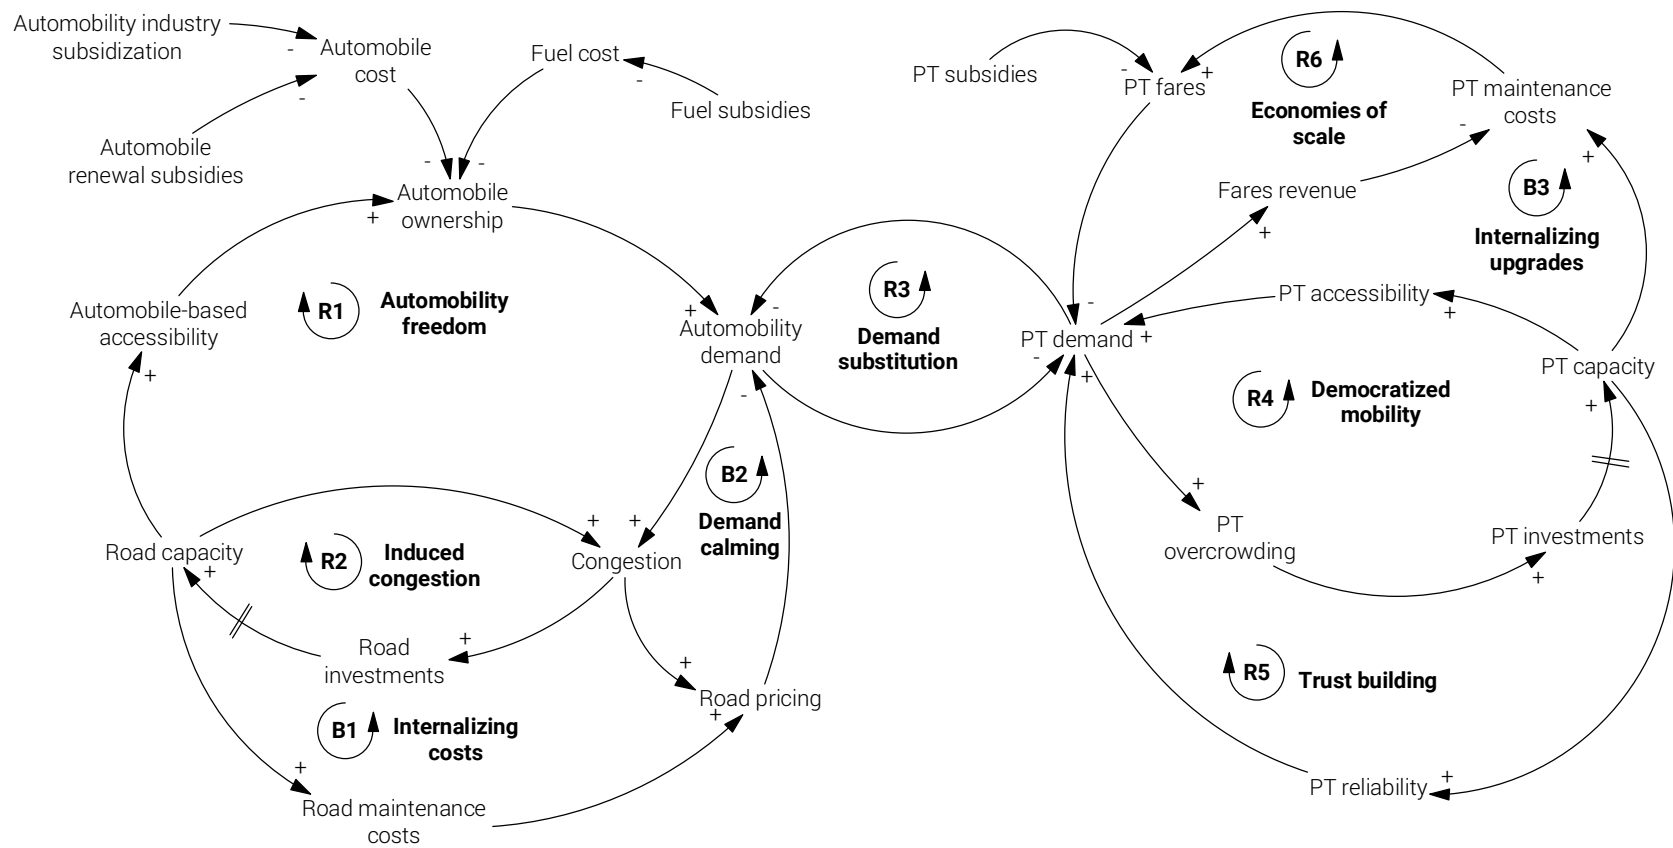 Automobility industry
subsidization
-
Automobile
cost
-
Automobile
renewal subsidies
Fuel cost
-
Fuel subsidies
-
-
Automobile
ownership
+
Automobile-based
accessibility
+
R1
Automobility
freedom
+
Automobility
demand
-
-
R3
Demand
substitution
B2
Demand
calming
Road capacity
+
R2
Induced
congestion
+
+
Congestion
Road
investments
+
+
Road pricing
+
B1
Internalizing
costs
+
Road maintenance
costs
PT subsidies
-
PT fares
+
R6
Economies of
scale
PT maintenance
costs
-
+
Fares revenue
+
B3
Internalizing
upgrades
PT accessibility
+
-
PT demand
+
-
+
PT capacity
+
R4
Democratized
mobility
+
PT
overcrowding
PT investments
+
R5
Trust building
PT reliability
+